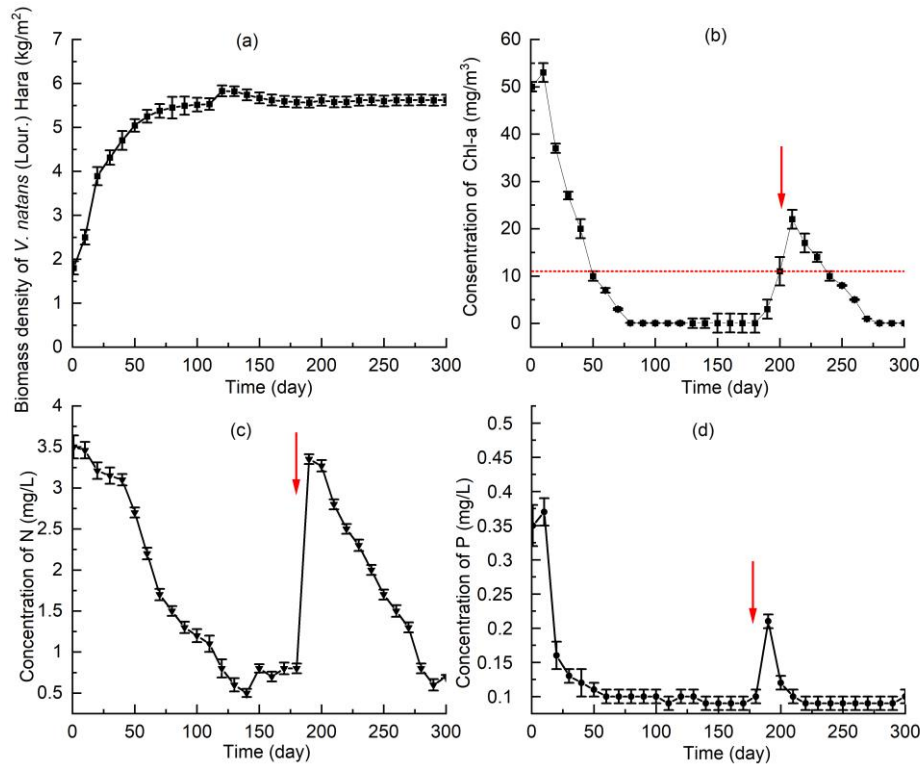 (a)
Biomass density of V. natans (Lour.) Hara (kg/m²)
8
7
6
5
4
3
2
1
0
0 50 100 150 200 250 300
Time (day)
(b)
Consentration of Chl-a (mg/m³)
60
50
40
30
20
10
0
0 50 100 150 200 250 300
Time (day)
(c)
Concentration of N (mg/L)
4
3.5
3
2.5
2
1.5
1
0.5
0 50 100 150 200 250 300
Time (day)
(d)
Concentration of P (mg/L)
0.5
0.45
0.4
0.35
0.3
0.25
0.2
0.15
0.1
0 50 100 150 200 250 300
Time (day)